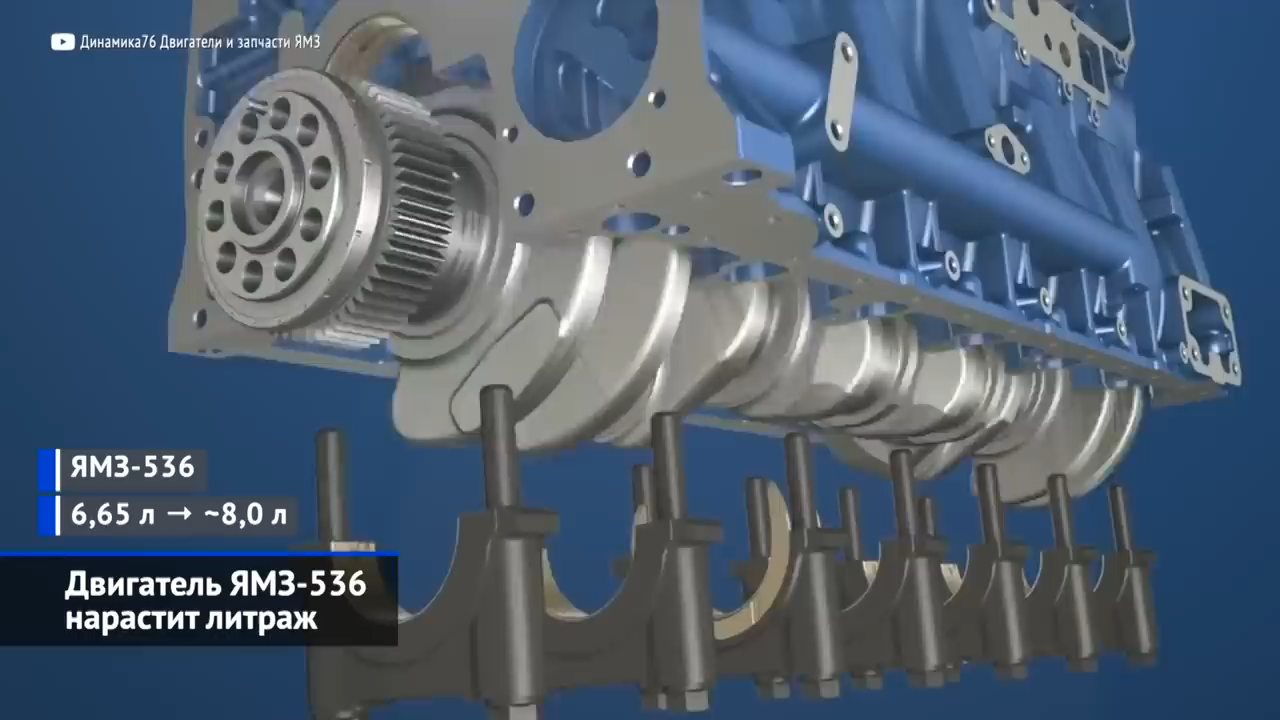 Динамика76 Двигатели и запчасти ЯМЗ
ЯМЗ-536
6,65 л → ~8,0 л
Двигатель ЯМЗ-536
нарастит литраж